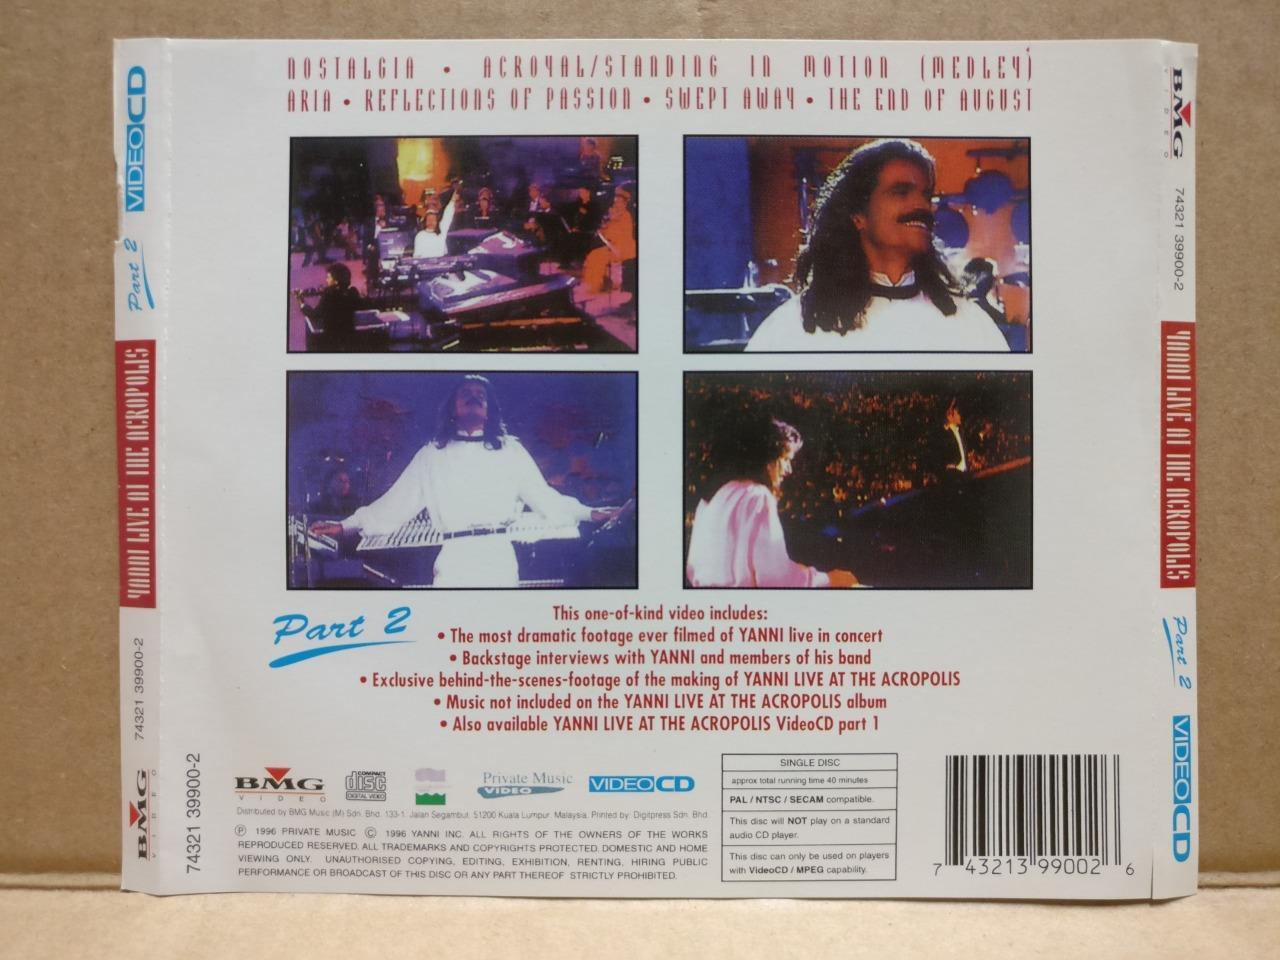 NOSTALGIA • ACROYAL/STANDING IN MOTION (MEDLEY)
ARIA • REFLECTIONS OF PASSION • SWEPT AWAY • THE END OF AUGUST
Part 2
This one-of-kind video includes:
• The most dramatic footage ever filmed of YANNI live in concert
• Backstage interviews with YANNI and members of his band
• Exclusive behind-the-scenes-footage of the making of YANNI LIVE AT THE ACROPOLIS
• Music not included on the YANNI LIVE AT THE ACROPOLIS album
• Also available YANNI LIVE AT THE ACROPOLIS VideoCD part 1
BMG
VIDEO
COMPACT
disc
DIGITAL VIDEO
Private Music
VIDEO
VIDEO CD
Distributed by BMG Music (M) Sdn. Bhd. 133-1. Jalan Segambut. 51200 Kuala Lumpur. Malaysia. Printed by: Digitpress Sdn. Bhd.
Ⓟ 1996 PRIVATE MUSIC © 1996 YANNI INC. ALL RIGHTS OF THE OWNERS OF THE WORKS
REPRODUCED RESERVED. ALL TRADEMARKS AND COPYRIGHTS PROTECTED. DOMESTIC AND HOME
VIEWING ONLY. UNAUTHORISED COPYING, EDITING, EXHIBITION, RENTING, HIRING PUBLIC
PERFORMANCE OR BROADCAST OF THIS DISC OR ANY PART THEREOF STRICTLY PROHIBITED.
SINGLE DISC
approx total running time 40 minutes
PAL / NTSC / SECAM compatible.
This disc will NOT play on a standard
audio CD player.
This disc can only be used on players
with VideoCD / MPEG capability.
7 43213 99002 6
74321 39900-2
VIDEO CD
Part 2
YANNI LIVE AT THE ACROPOLIS
74321 39900-2
BMG
VIDEO
BMG
VIDEO
74321 39900-2
YANNI LIVE AT THE ACROPOLIS
Part 2
VIDEO CD